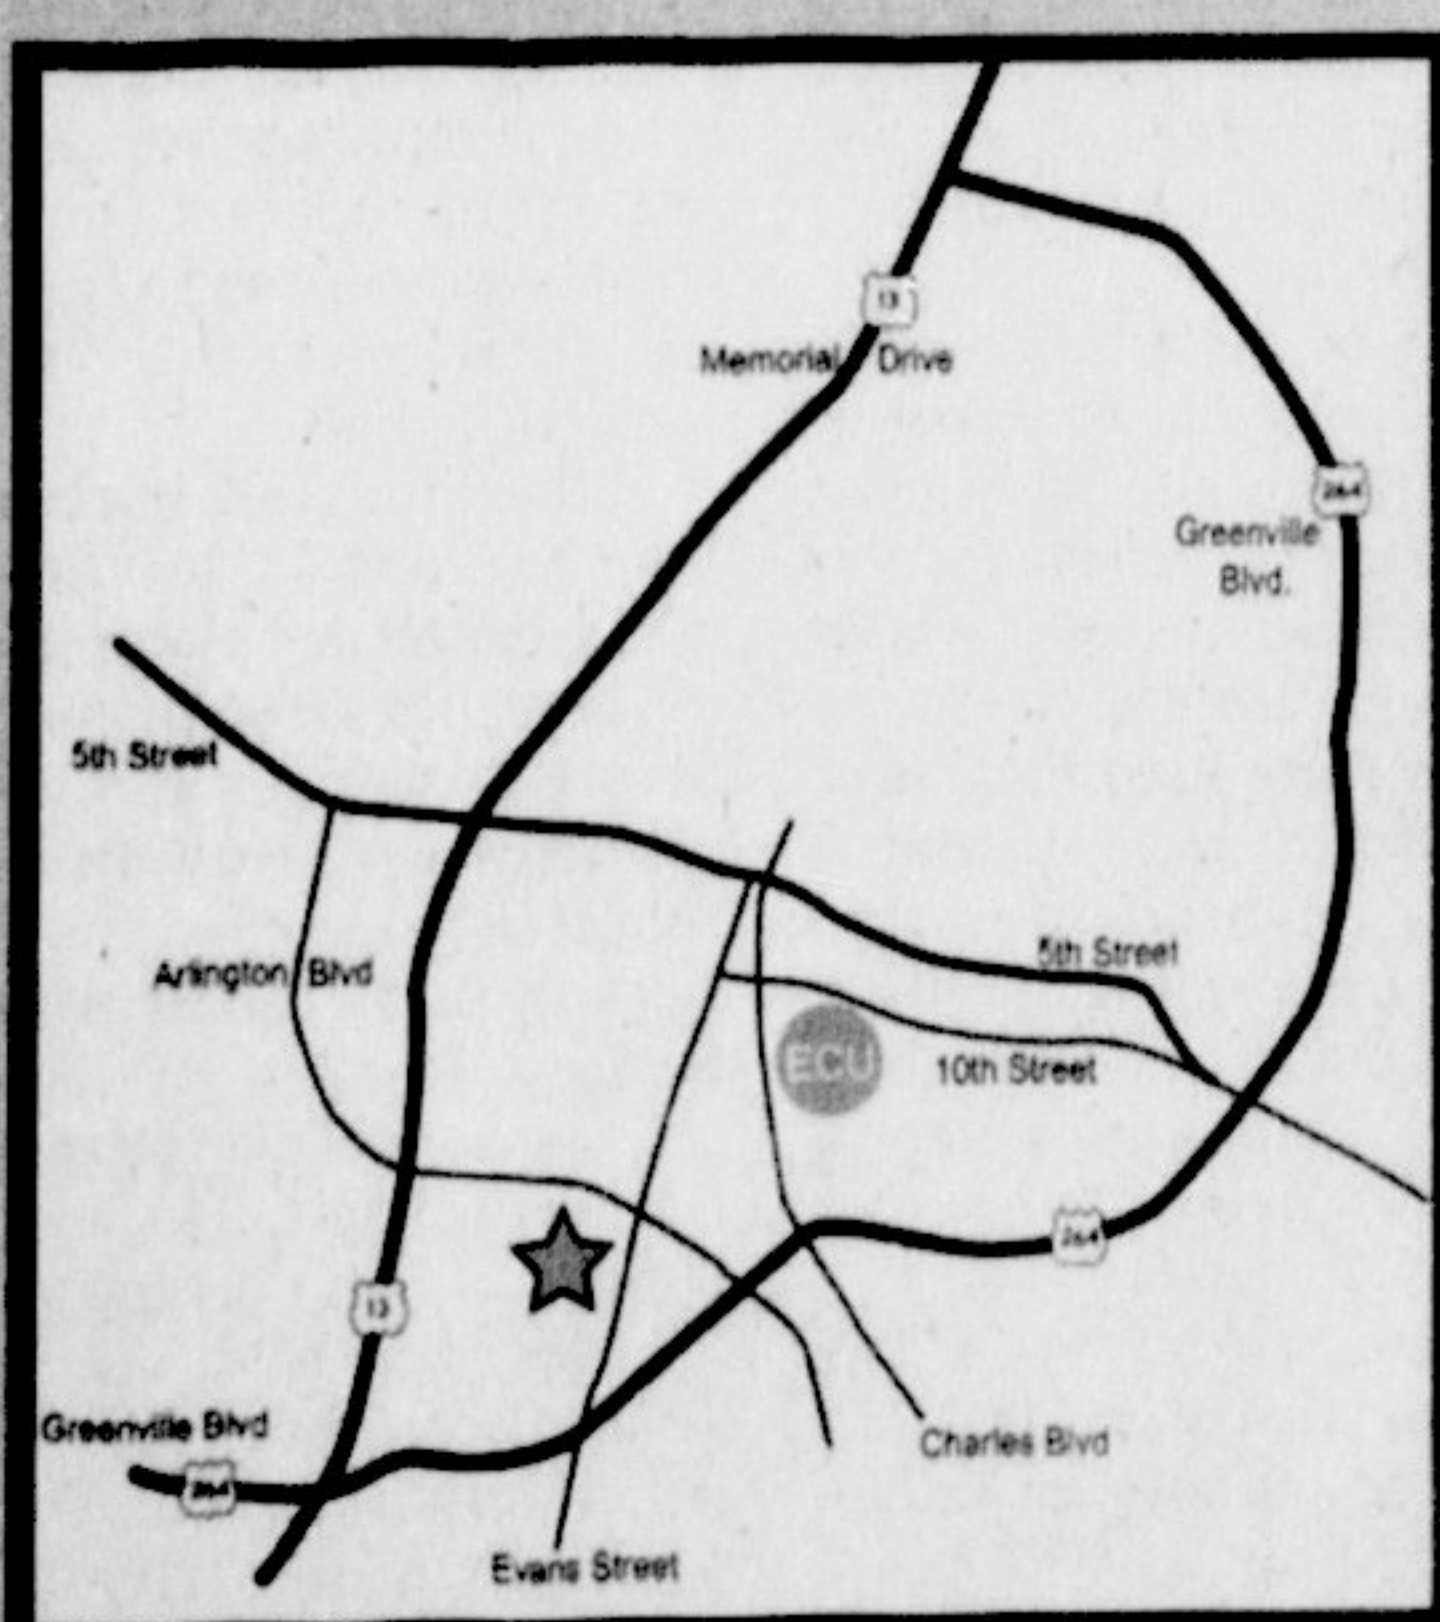 13
Memorial Drive
264
Greenville
Blvd.
5th Street
5th Street
Arlington Blvd
ECU
10th Street
264
13
Greenville Blvd
264
Charles Blvd
Evans Street